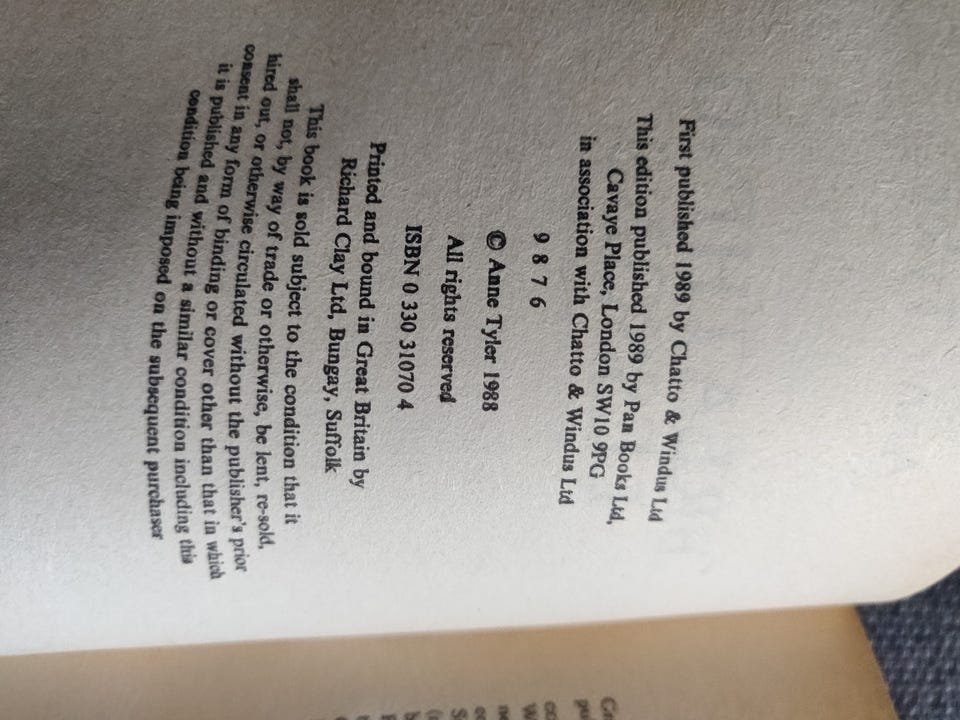 First published 1989 by Chatto & Windus Ltd
This edition published 1989 by Pan Books Ltd,
Cavaye Place, London SW10 9PG
in association with Chatto & Windus Ltd
9 8 7 6
© Anne Tyler 1988
All rights reserved
ISBN 0 330 31070 4
Printed and bound in Great Britain by
Richard Clay Ltd, Bungay, Suffolk
This book is sold subject to the condition that it
shall not, by way of trade or otherwise, be lent, re-sold,
hired out, or otherwise circulated without the publisher's prior
consent in any form of binding or cover other than that in which
it is published and without a similar condition including this
condition being imposed on the subsequent purchaser